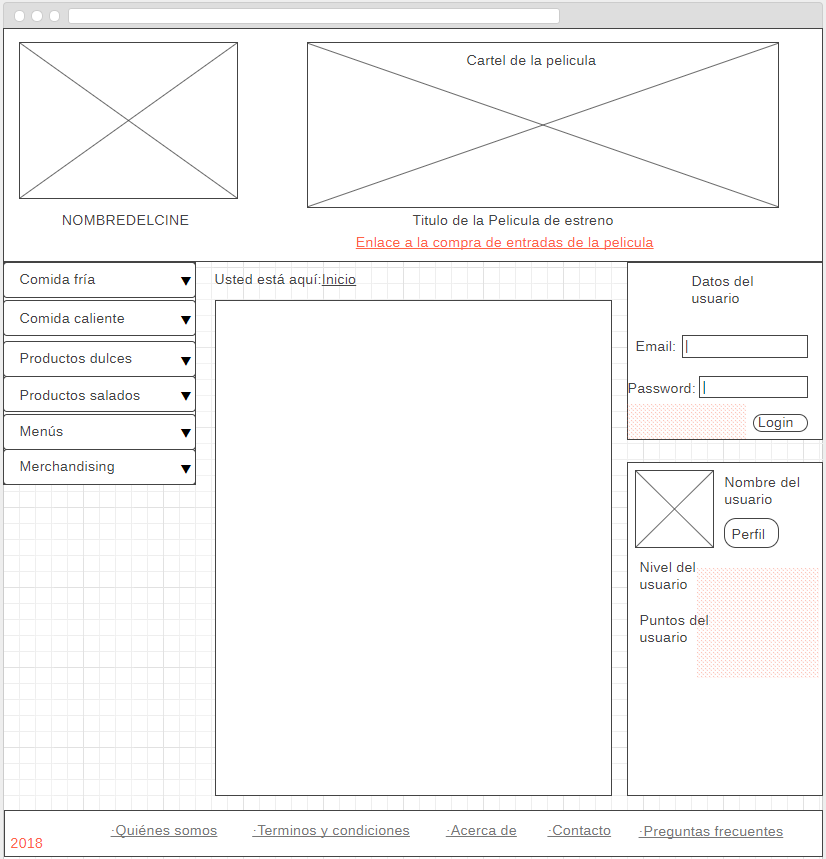 Cartel de la pelicula
NOMBREDELCINE
Titulo de la Pelicula de estreno
Enlace a la compra de entradas de la pelicula
Comida fría
Comida caliente
Productos dulces
Productos salados
Menús
Merchandising
Usted está aquí:Inicio
Datos del
usuario
Email:
Password:
Login
Nombre del
usuario
Perfil
Nivel del
usuario
Puntos del
usuario
2018
·Quiénes somos
·Terminos y condiciones
·Acerca de
·Contacto
·Preguntas frecuentes